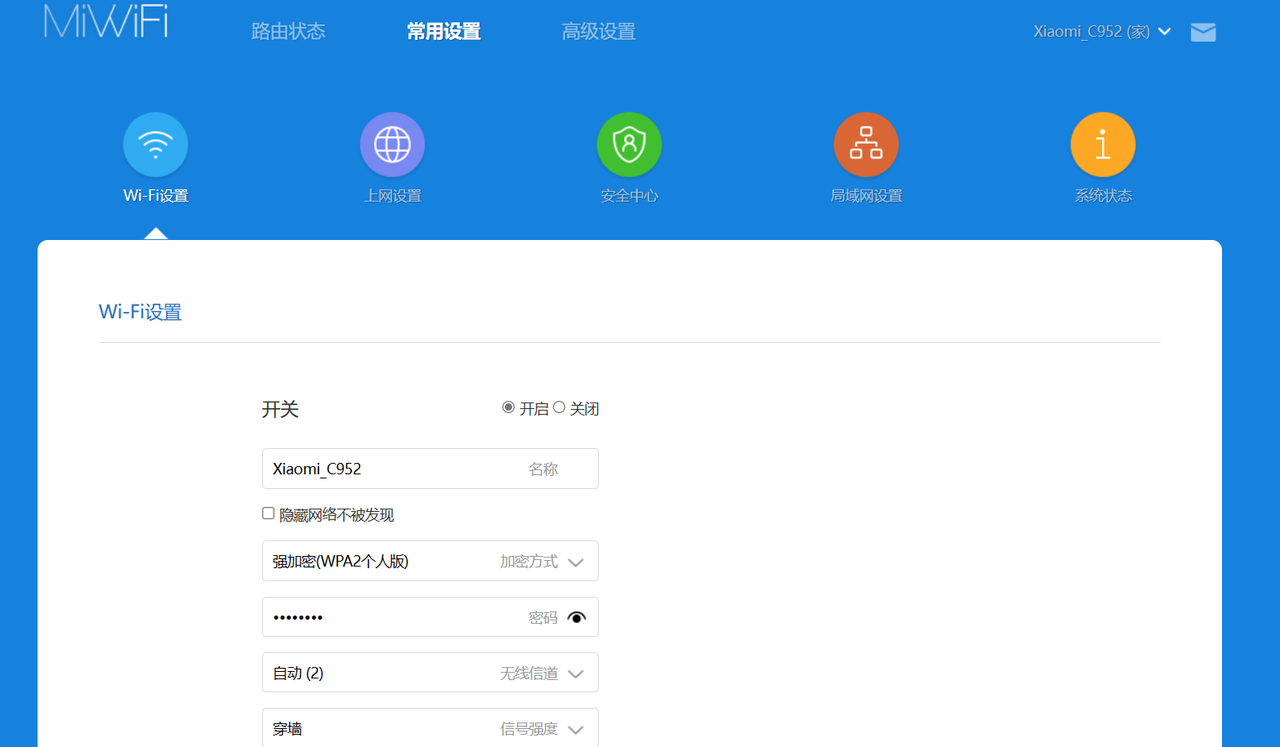 MiWiFi 路由状态 常用设置 高级设置 Xiaomi_C952 (家)
Wi-Fi设置 上网设置 安全中心 局域网设置 系统状态
Wi-Fi设置
开关 开启 关闭
Xiaomi_C952 名称
隐藏网络不被发现
强加密(WPA2个人版) 加密方式
•••••••• 密码
自动 (2) 无线信道
穿墙 信号强度